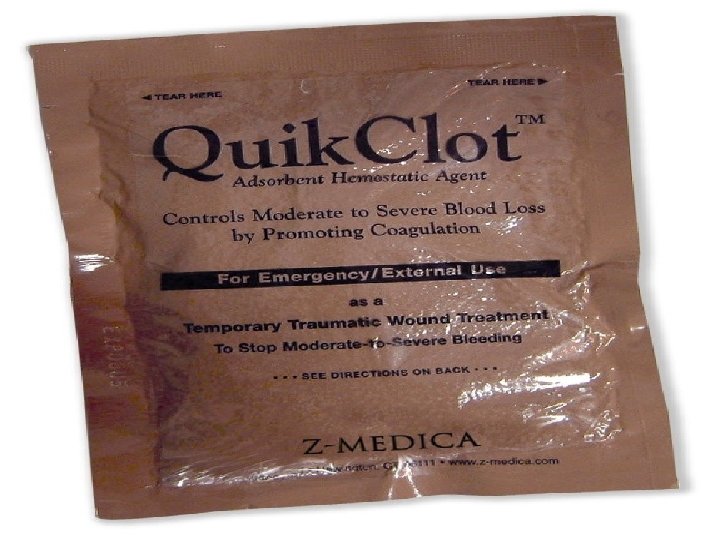 ◄ TEAR HERE TEAR HERE ►
QuikClot™
Adsorbent Hemostatic Agent
Controls Moderate to Severe Blood Loss
by Promoting Coagulation
For Emergency/External Use
as a
Temporary Traumatic Wound Treatment
To Stop Moderate-to-Severe Bleeding
• • • SEE DIRECTIONS ON BACK • • •
Z-MEDICA
• www.z-medica.com